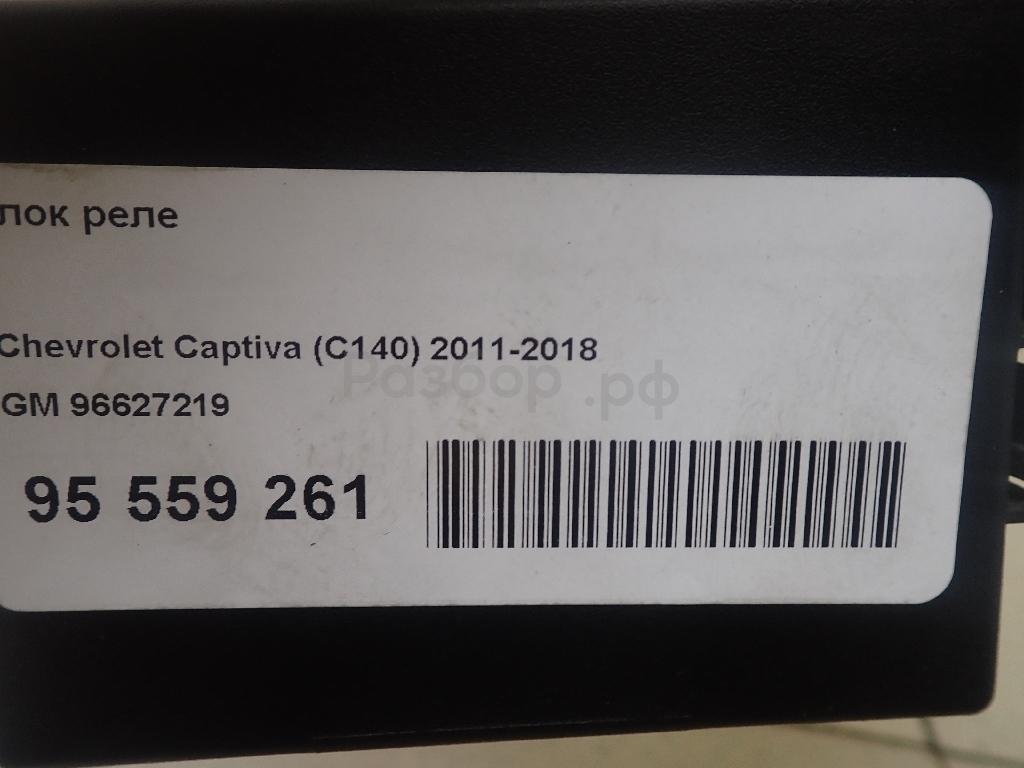 лок реле
Chevrolet Captiva (C140) 2011-2018
Разбор.рф
GM 96627219
95 559 261